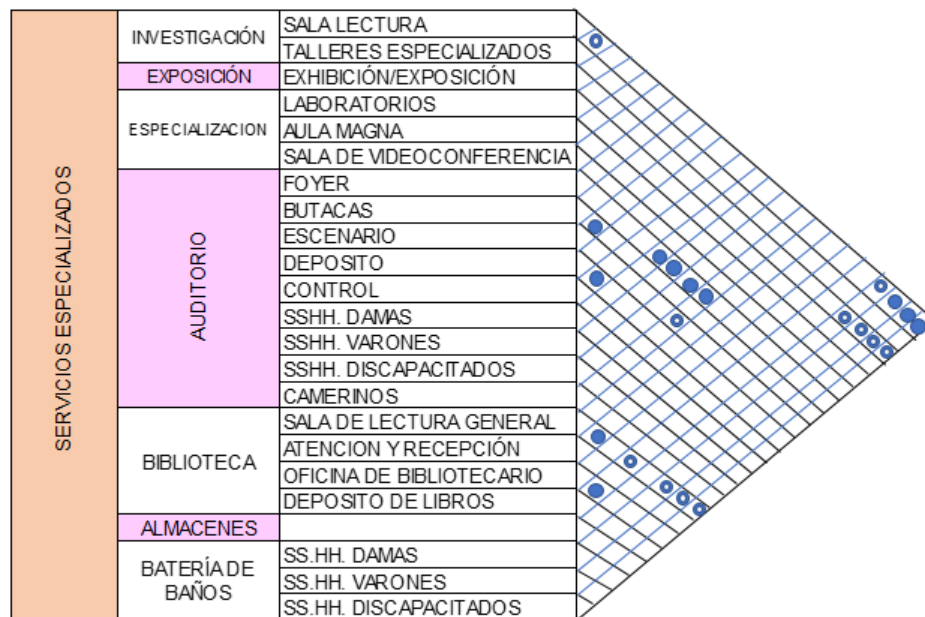 SERVICIOS ESPECIALIZADOS
INVESTIGACIÓN
SALA LECTURA
TALLERES ESPECIALIZADOS
EXPOSICIÓN
EXHIBICIÓN/EXPOSICIÓN
ESPECIALIZACION
LABORATORIOS
AULA MAGNA
SALA DE VIDEOCONFERENCIA
AUDITORIO
FOYER
BUTACAS
ESCENARIO
DEPOSITO
CONTROL
SSHH. DAMAS
SSHH. VARONES
SSHH. DISCAPACITADOS
CAMERINOS
BIBLIOTECA
SALA DE LECTURA GENERAL
ATENCION Y RECEPCIÓN
OFICINA DE BIBLIOTECARIO
DEPOSITO DE LIBROS
ALMACENES
BATERÍA DE
BAÑOS
SS.HH. DAMAS
SS.HH. VARONES
SS.HH. DISCAPACITADOS